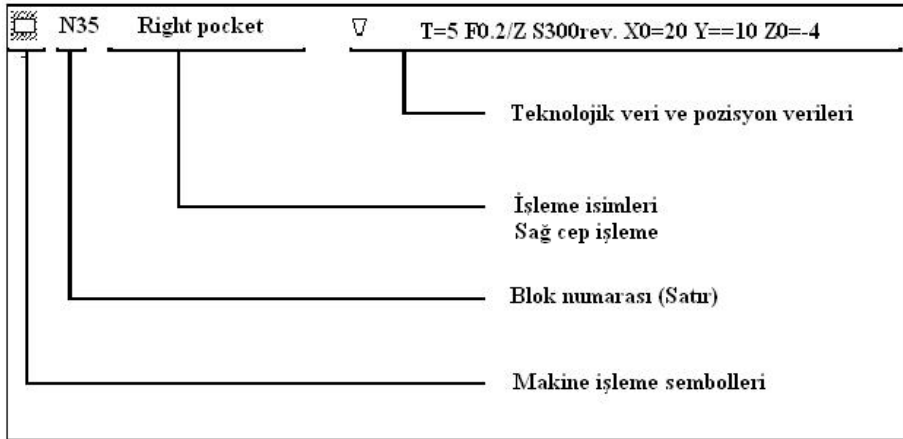 N35 Right pocket T=5 F0.2/Z S300rev. X0=20 Y==10 Z0=-4
Teknolojik veri ve pozisyon verileri
İşleme isimleri
Sağ cep işleme
Blok numarası (Satır)
Makine işleme sembolleri